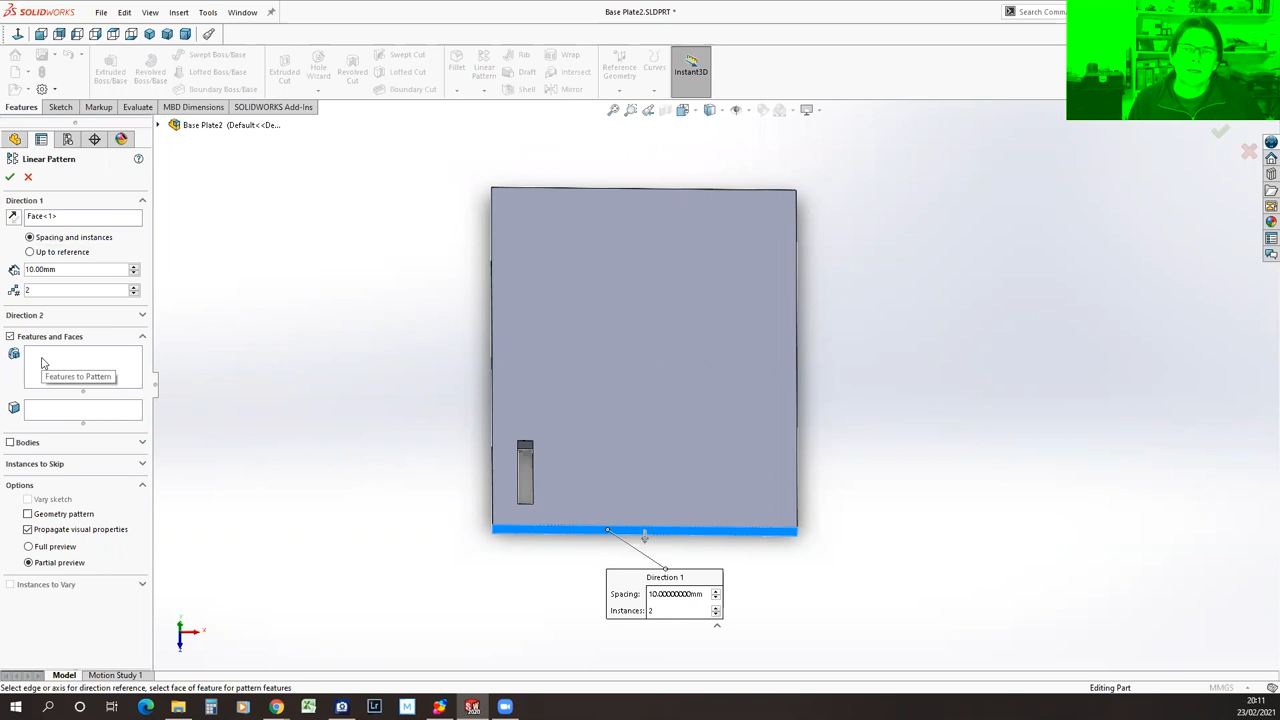 SOLIDWORKS File Edit View Insert Tools Window Base Plate2.SLDPRT * Search Comm
Extruded Boss/Base Revolved Boss/Base Swept Boss/Base Lofted Boss/Base Boundary Boss/Base Extruded Cut Hole Wizard Revolved Cut Swept Cut Lofted Cut Boundary Cut Fillet Linear Pattern Rib Draft Shell Wrap Intersect Mirror Reference Geometry Curves Instant3D
Features Sketch Markup Evaluate MBD Dimensions SOLIDWORKS Add-Ins
Base Plate2 (Default<<De...
Linear Pattern
Direction 1
Face<1>
Spacing and instances
Up to reference
10.00mm
2
Direction 2
Features and Faces
Features to Pattern
Bodies
Instances to Skip
Options
Vary sketch
Geometry pattern
Propagate visual properties
Full preview
Partial preview
Instances to Vary
Direction 1
Spacing: 10.00000000mm
Instances: 2
Model Motion Study 1
Select edge or axis for direction reference, select face of feature for pattern features Editing Part MMGS
20:11
23/02/2021